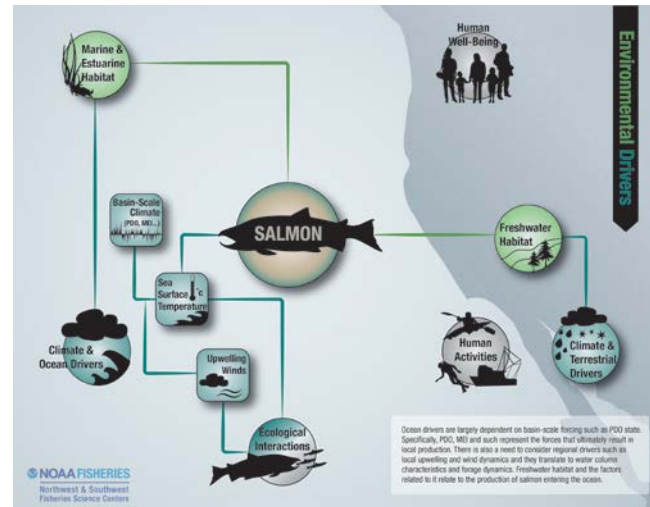 Marine &
Estuarine
Habitat
Human
Well-Being
Environmental Drivers
Basin-Scale
Climate
(PDO, MEI...)
SALMON
Freshwater
Habitat
Sea
Surface
Temperature
°C
Climate &
Ocean Drivers
Upwelling
Winds
Human
Activities
Climate &
Terrestrial
Drivers
Ecological
Interactions
Ocean drivers are largely dependent on basin-scale forcing such as PDO state.
Specifically, PDO, MEI and such represent the forces that ultimately result in
local production. There is also a need to consider regional drivers such as
local upwelling and wind dynamics and they translate to water column
characteristics and forage dynamics. Freshwater habitat and the factors
related to it relate to the production of salmon entering the ocean.
NOAA FISHERIES
Northwest & Southwest
Fisheries Science Centers